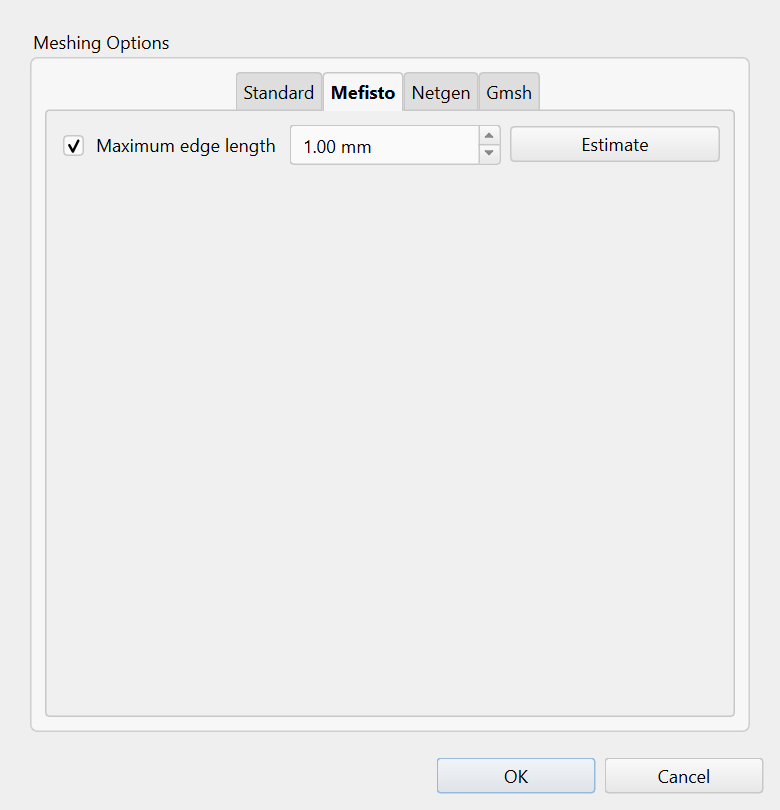 Meshing Options
Standard Mefisto Netgen Gmsh
Maximum edge length 1.00 mm Estimate
OK Cancel